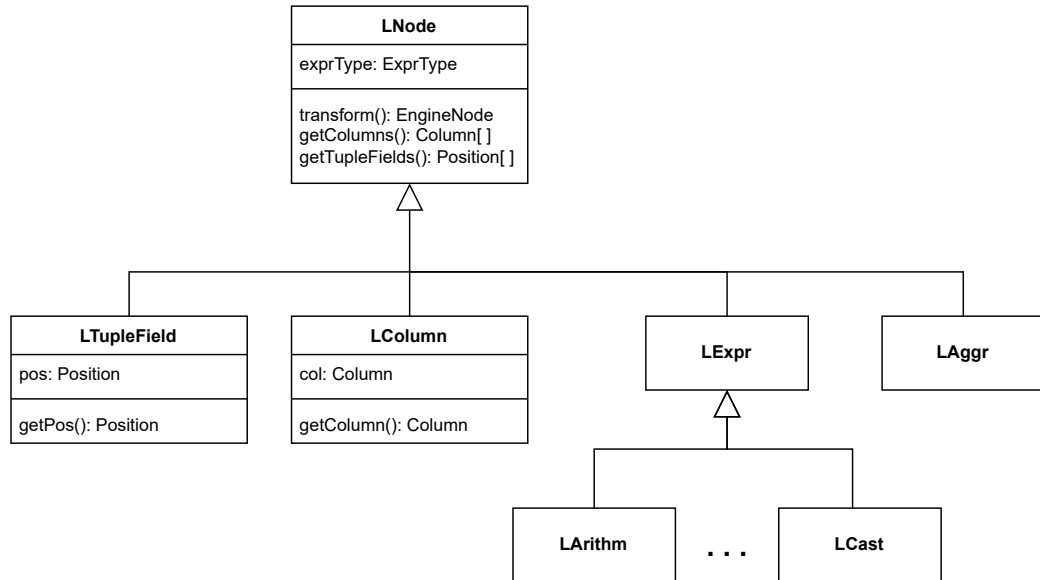 LNode
exprType: ExprType
transform(): EngineNode
getColumns(): Column[ ]
getTupleFields(): Position[ ]
LTupleField
pos: Position
getPos(): Position
LColumn
col: Column
getColumn(): Column
LExpr
LAggr
LArithm
. . .
LCast